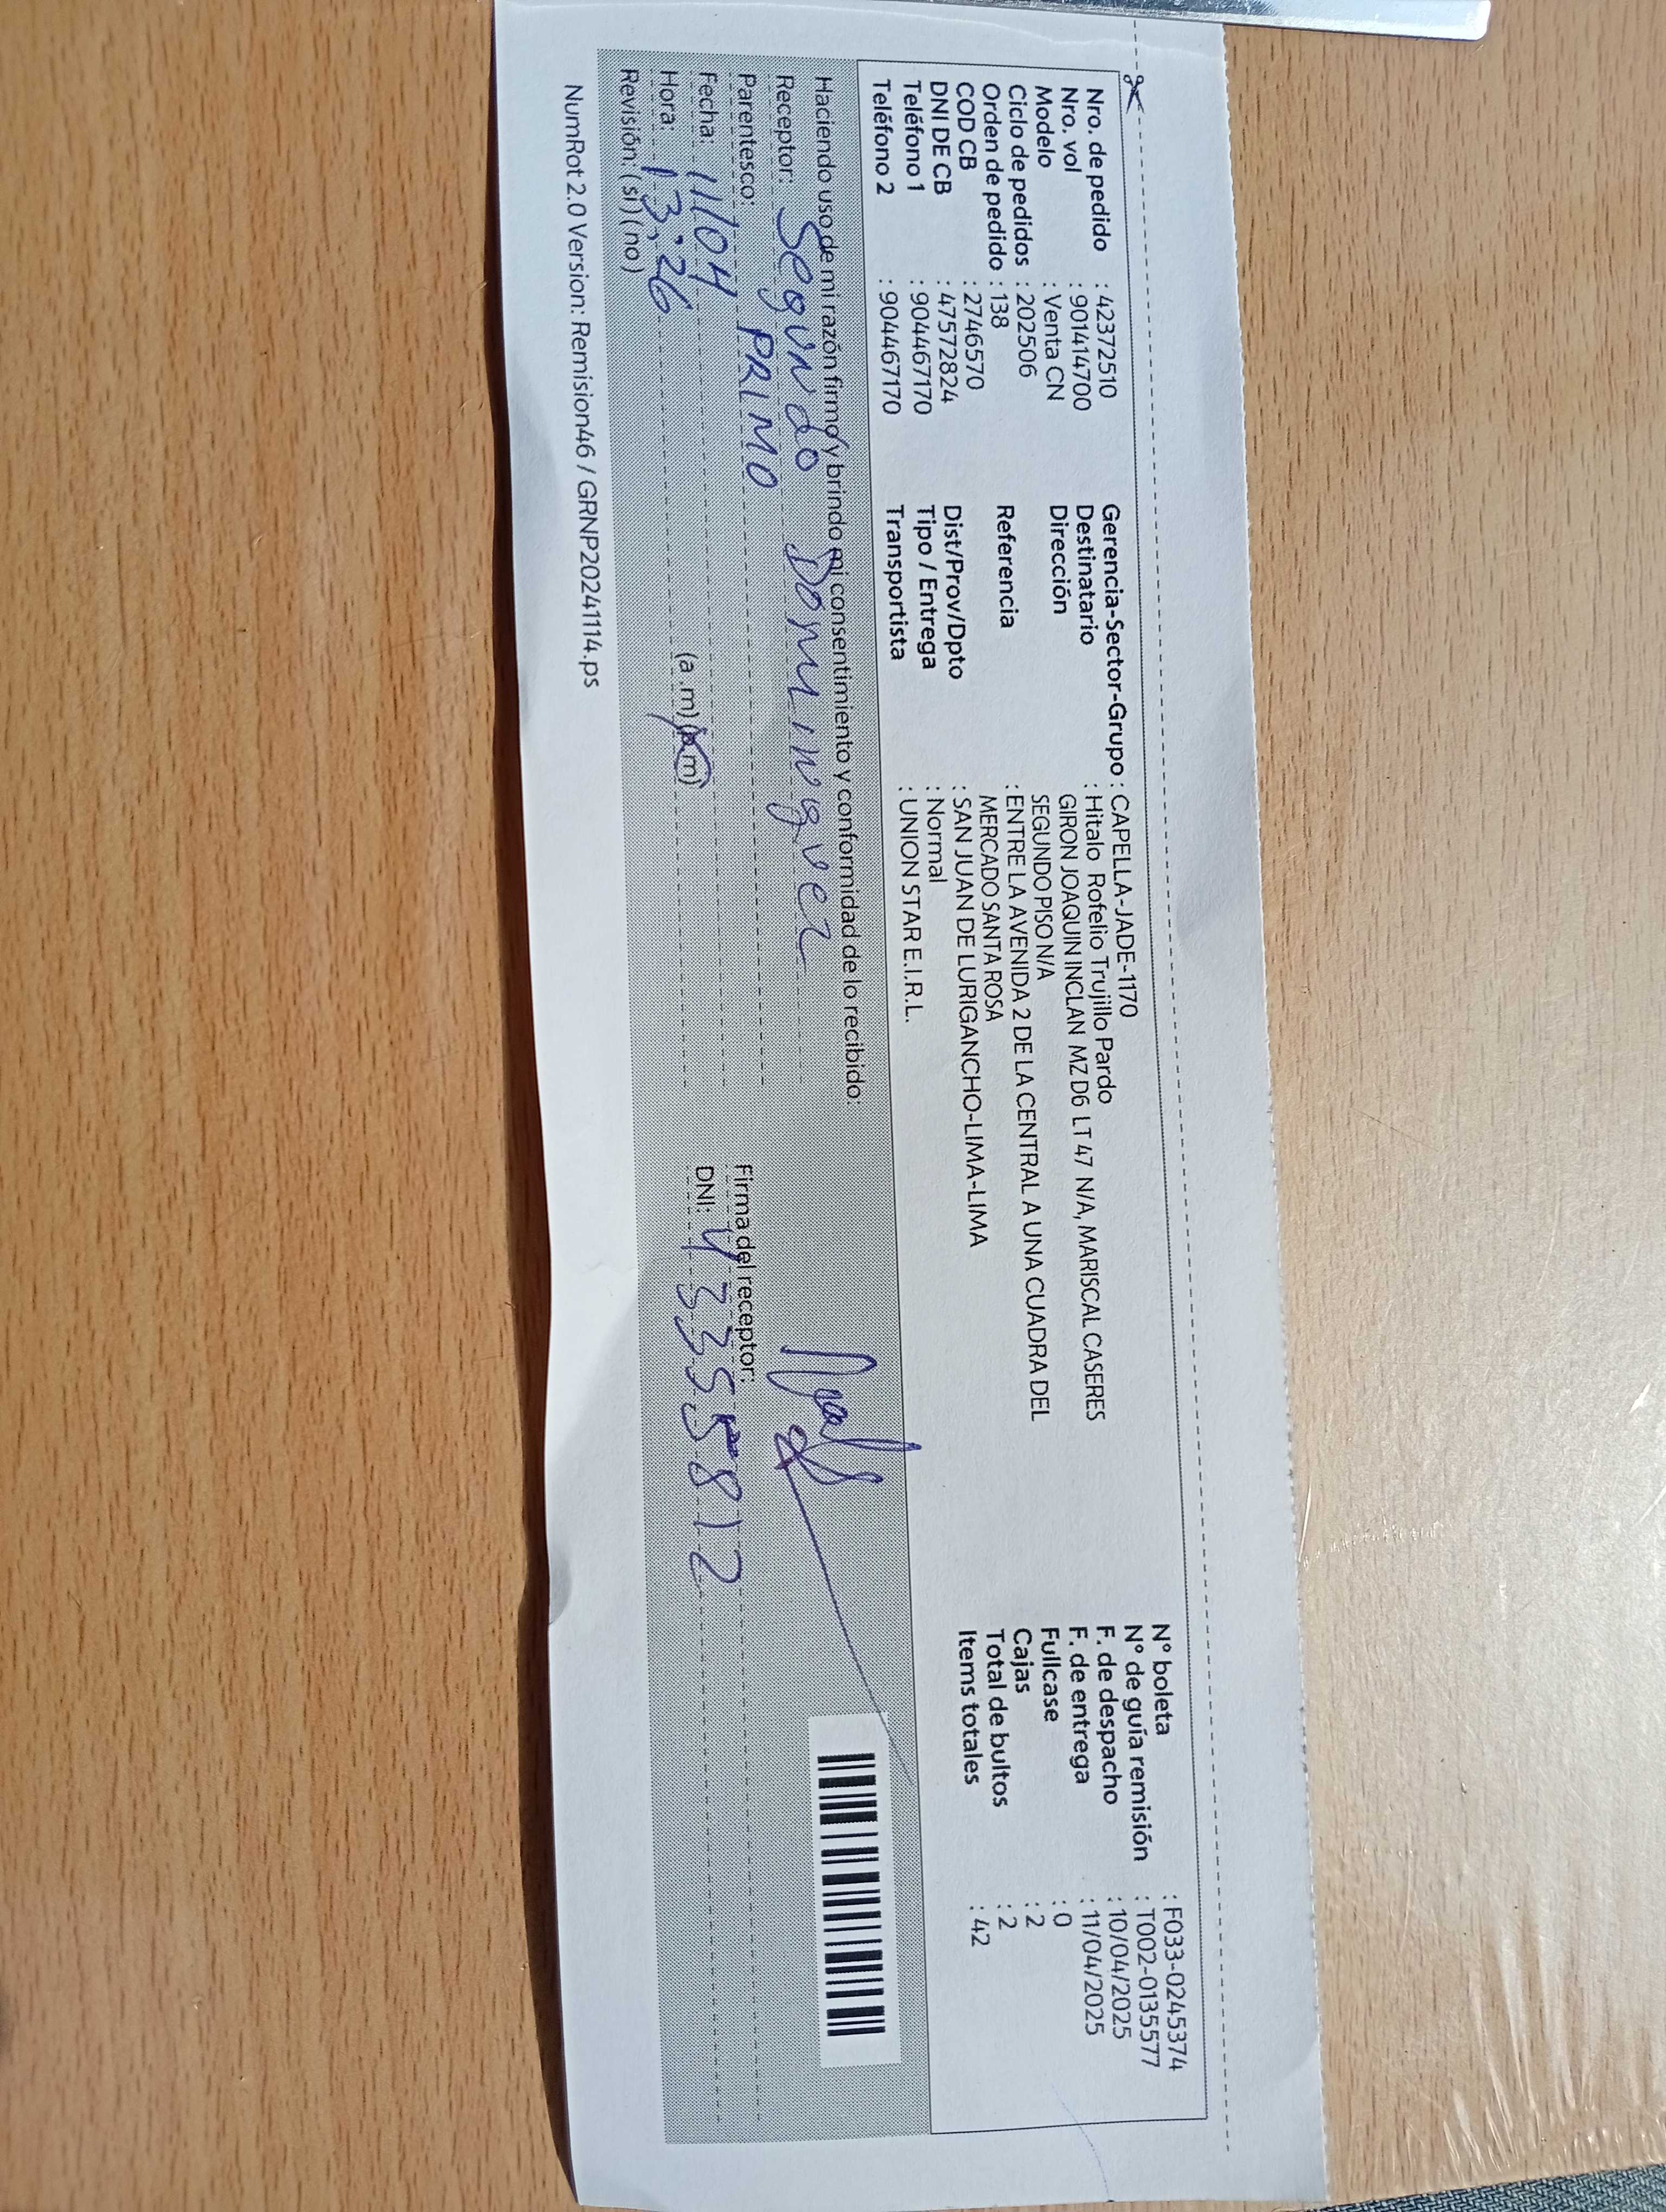 Nro. de pedido : 42372510
Nro. vol : 901414700
Modelo : Venta CN
Ciclo de pedidos : 202506
Orden de pedido : 138
COD CB : 2746570
DNI DE CB : 47572824
Teléfono 1 : 904467170
Teléfono 2 : 904467170
Gerencia-Sector-Grupo : CAPELLA-JADE-1170
Destinatario : Hitalo Rofelio Trujillo Pardo
Dirección GIRON JOAQUIN INCLAN MZ D6 LT 47 N/A, MARISCAL CASERES
SEGUNDO PISO N/A
Referencia : ENTRE LA AVENIDA 2 DE LA CENTRAL A UNA CUADRA DEL
MERCADO SANTA ROSA
Dist/Prov/Dpto : SAN JUAN DE LURIGANCHO-LIMA-LIMA
Tipo / Entrega : Normal
Transportista : UNION STAR E.I.R.L.
N° boleta : F033-0245374
N° de guía remisión : T002-0135577
F. de despacho : 10/04/2025
F. de entrega : 11/04/2025
Fullcase : 0
Cajas : 2
Total de bultos : 2
Items totales : 42
Haciendo uso de mi razón firmo y brindo mi consentimiento y conformidad de lo recibido:
Receptor: Segundo Dominguez
Parentesco: PRIMO
Fecha: 11/04
Hora: 13:26 (a.m) (p.m)
Revisión: (si) (no)
Firma del receptor:
DNI: 43355812
NumRot 2.0 Version: Remision46 / GRNP20241114.ps